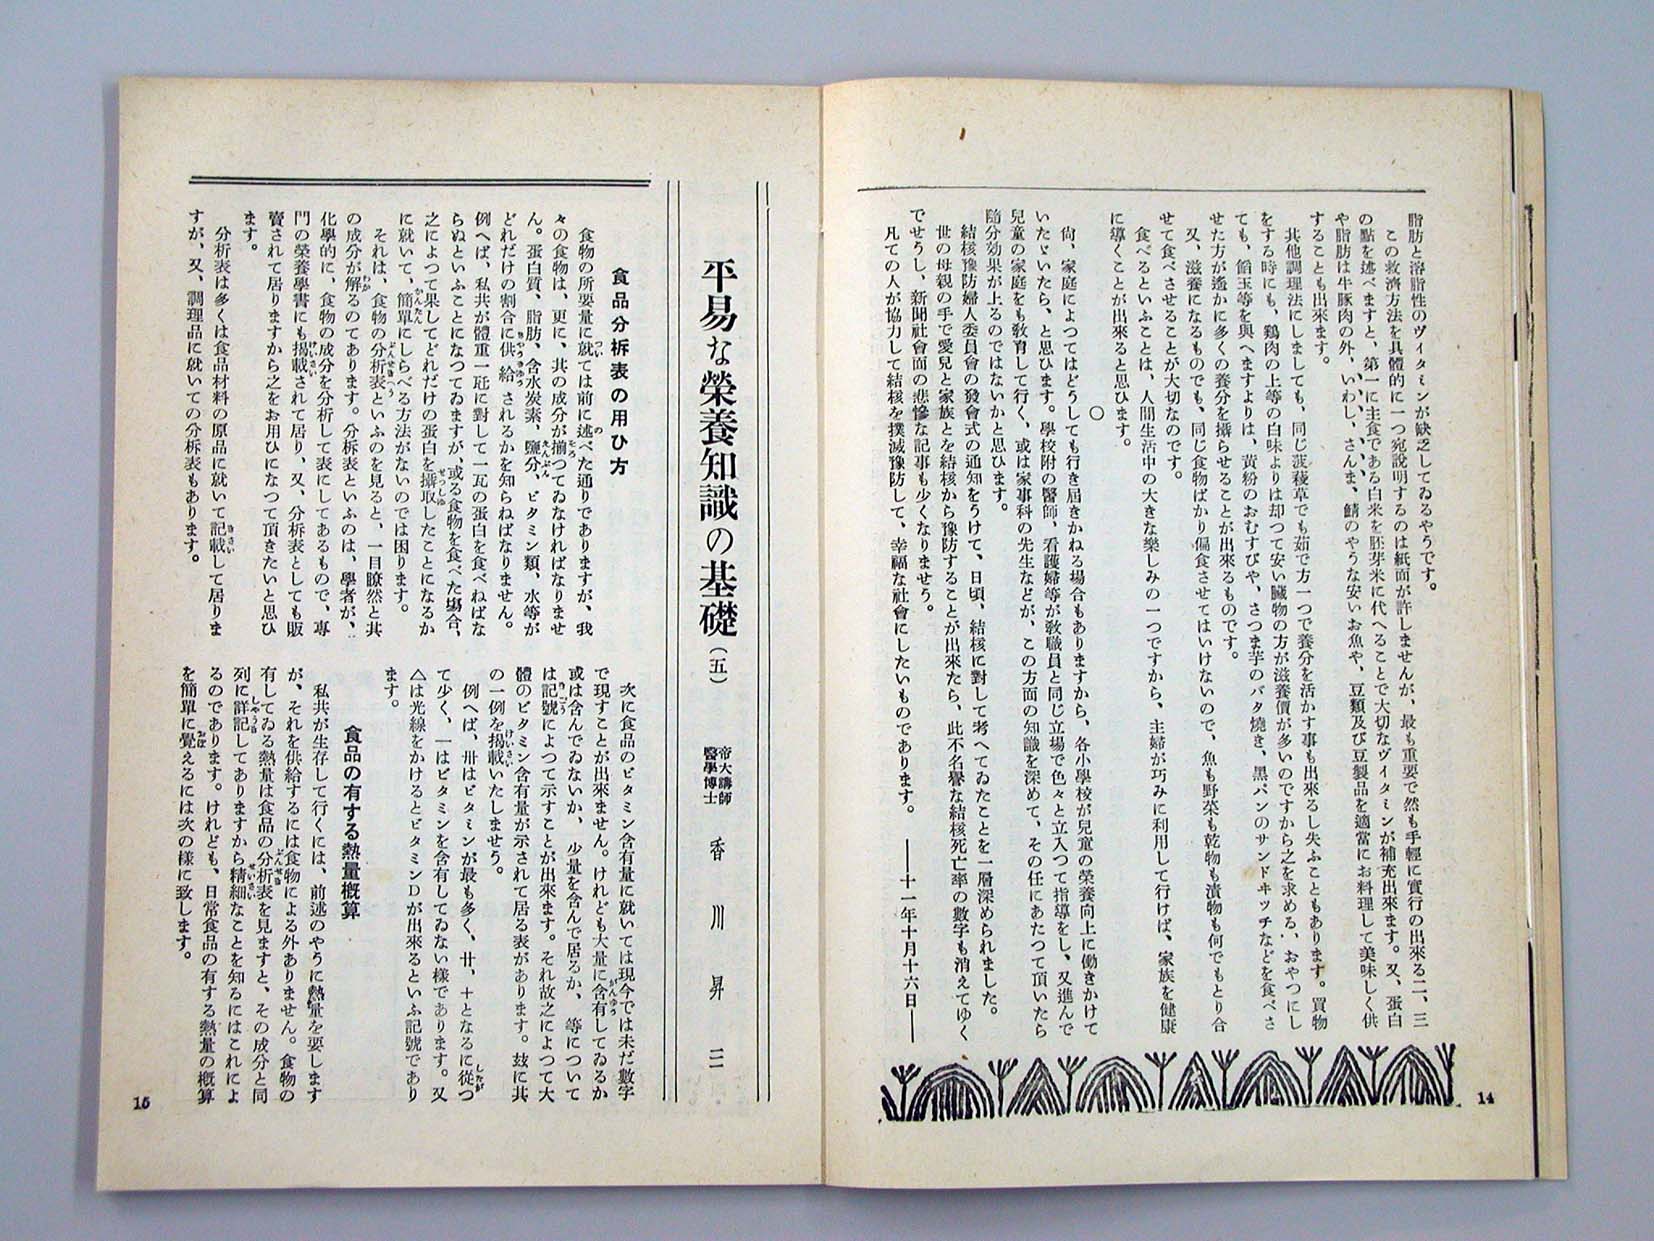 脂肪と溶脂性のヴィタミンが缺乏してゐるやうです。
この救濟方法を具體的に一つ宛說明するのは紙面が許しませんが、最も重要で然も手輕に實行の出來る二、三
の點を述べますと、第一に主食である白米を胚芽米に代へることで大切なヴィタミンが補充出來ます。又、蛋白
や脂肪は牛豚肉の外、いわし、さんま、鯖のやうな安いお魚や、豆類及び豆製品を適當にお料理して美味しく供
することも出來ます。
其他調理法にしましても、同じ菠薐草でも茹で方一つで養分を活かす事も出來るし失ふこともあります。買物
をする時にも、鷄肉の上等の白味よりは却つて安い臟物の方が滋養價が多いのですから之を求める、おやつにし
ても、飴玉等を與へますよりは、黃粉のおむすびや、さつま芋のバタ燒き、黑パンのサンドヰッチなどを食べさ
せた方が遙かに多くの養分を攝らせることが出來るものです。
又、滋養になるものでも、同じ食物ばかり偏食させてはいけないので、魚も野菜も乾物も漬物も何でもとり合
せて食べさせることが大切なのです。
食べるといふことは、人間生活中の大きな樂しみの一つですから、主婦が巧みに利用して行けば、家族を健康
に導くことが出來ると思ひます。
○
尙、家庭によつてはどうしても行き屆きかねる場合もありますから、各小學校が兒童の榮養向上に働きかけて
いたゞいたら、と思ひます。學校附の醫師、看護婦等が敎職員と同じ立場で色々と立入つて指導をし、又進んで
兒童の家庭をも敎育して行く、或は家事科の先生などが、この方面の知識を深めて、その任にあたつて頂いたら
隨分効果が上るのではないかと思ひます。
結核豫防婦人委員會の發會式の通知をうけて、日頃、結核に對して考へてゐたことを一層深められました。
世の母親の手で愛兒と家族とを結核から豫防することが出來たら、此不名譽な結核死亡率の數字も消えてゆく
でせうし、新聞社會面の悲慘な記事も少くなりませう。
凡ての人が協力して結核を撲滅豫防して、幸福な社會にしたいものであります。 ――十一年十月十六日――
14
平易な榮養知識の基礎(五)
帝大講師
醫學博士
香川昇三
食品分拆表の用ひ方
食物の所要量に就ては前に述べた通りでありますが、我
々の食物は、更に、其の成分が揃つてゐなければなりませ
ん。蛋白質、脂肪、含水炭素、鹽分、ビタミン類、水等が
どれだけの割合に供給されるかを知らねばなりません。
例へば、私共が體重一瓩に對して一瓦の蛋白を食べねばな
らぬといふことになつてゐますが、或る食物を食べた場合、
之によつて果してどれだけの蛋白を攝取したことになるか
に就いて、簡單にしらべる方法がないのでは困ります。
それは、食物の分析表といふのを見ると、一目瞭然と其
の成分が解るのであります。分拆表といふのは、學者が、
化學的に、食物の成分を分析して表にしてあるもので、專
門の榮養學書にも揭載されて居り、又、分拆表としても販
賣されて居りますから之をお用ひになつて頂きたいと思ひ
ます。
分析表は多くは食品材料の原品に就いて記載して居りま
すが、又、調理品に就いての分拆表もあります。
次に食品のビタミン含有量に就いては現今では未だ數字
で現すことが出來ません。けれども大量に含有してゐるか
或は含んでゐないか、少量を含んで居るか、等について
は記號によつて示すことが出來ます。それ故之によつて大
體のビタミン含有量が示されて居る表があります。玆に其
の一例を揭載いたしませう。
例へば、卅はビタミンが最も多く、廿、十となるに從つ
て少く、一はビタミンを含有してゐない樣であります。又
△は光線をかけるとビタミンDが出來るといふ記號であり
ます。
食品の有する熱量概算
私共が生存して行くには、前述のやうに熱量を要します
が、それを供給するには食物による外ありません。食物の
有してゐる熱量は食品の分析表を見ますと、その成分と同
列に詳記してありますから精細なことを知るにはこれによ
るのであります。けれども、日常食品の有する熱量の概算
を簡單に覺えるには次の樣に致します。
15